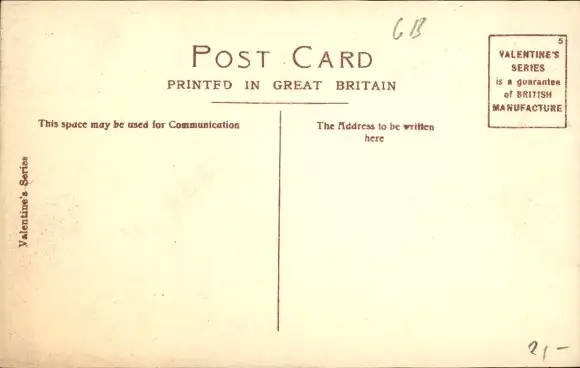 GB
POST CARD
PRINTED IN GREAT BRITAIN
5
VALENTINE'S
SERIES
is a guarantee
of BRITISH
MANUFACTURE
This space may be used for Communication
The Address to be written
here
Valentine's Series
2,-